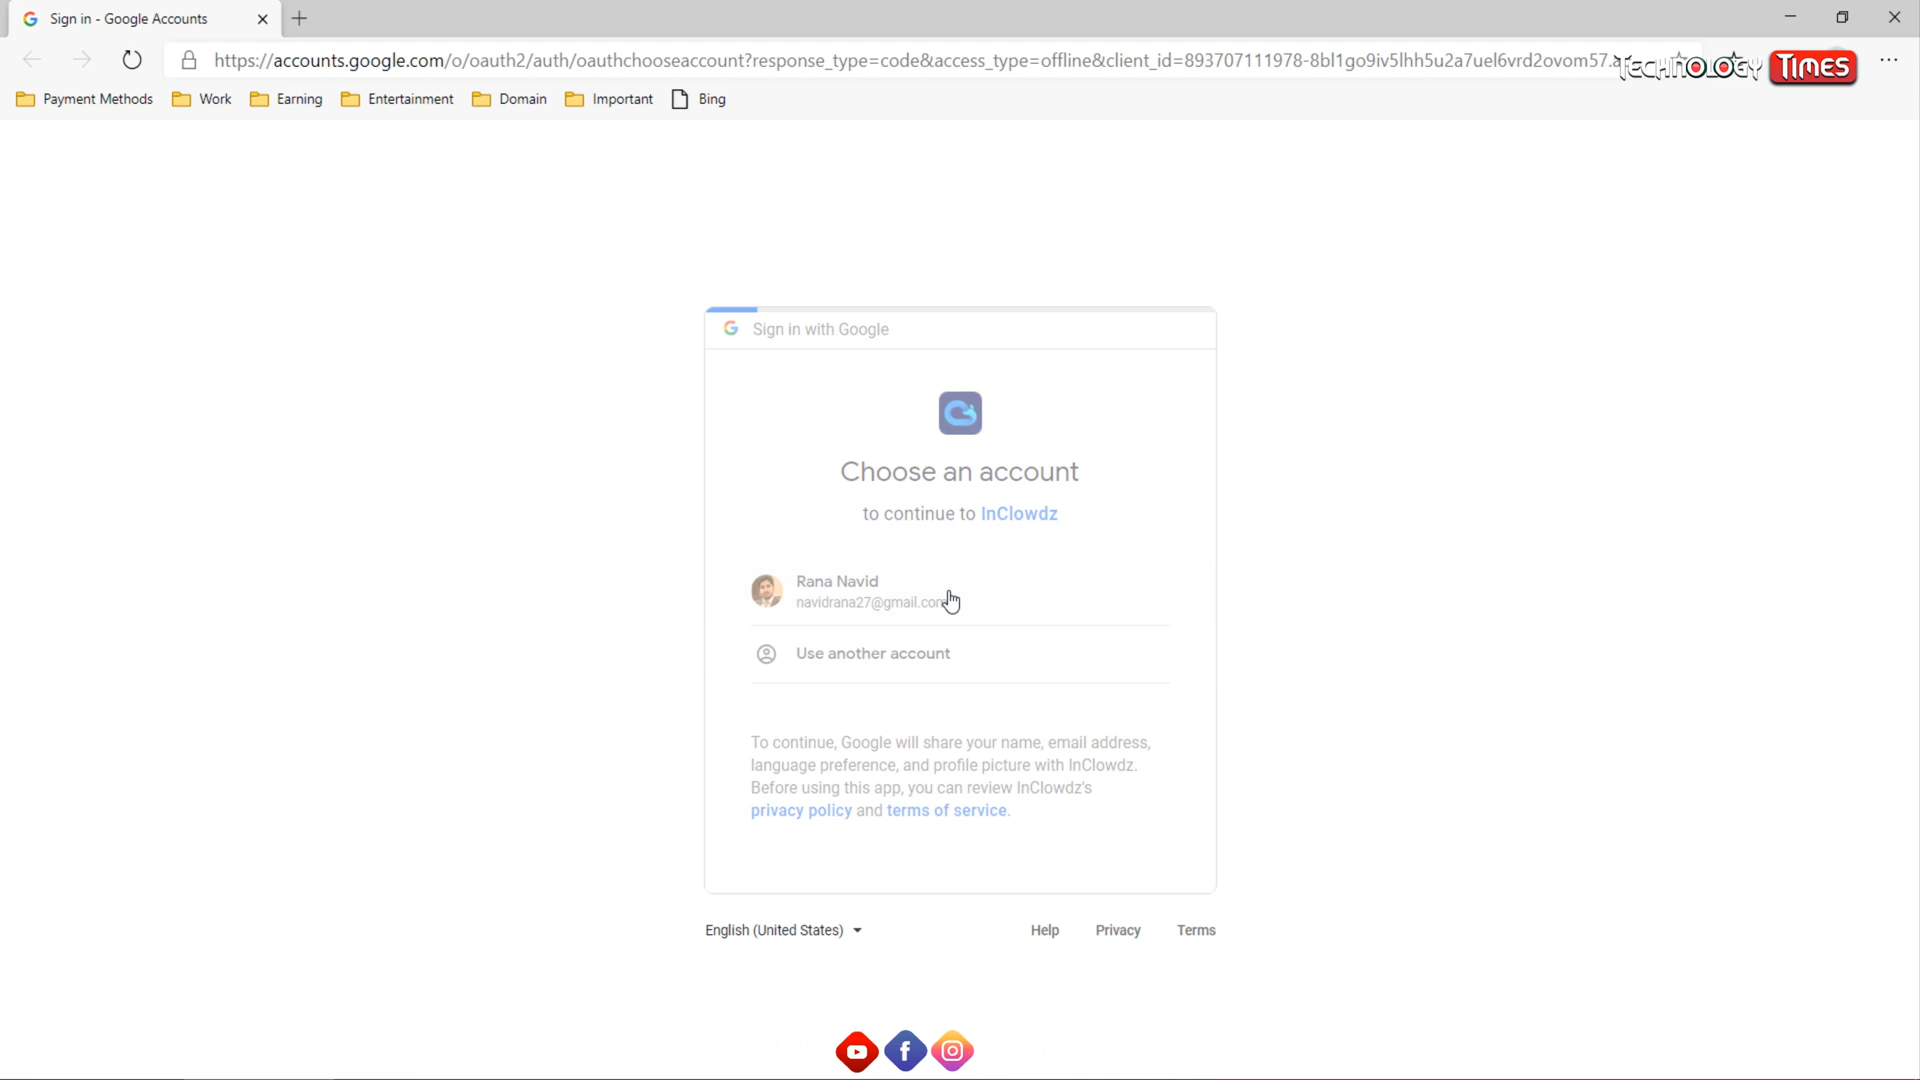 Sign in - Google Accounts
https://accounts.google.com/o/oauth2/auth/oauthchooseaccount?response_type=code&access_type=offline&client_id=893707111978-8bl1go9iv5lhh5u2a7uel6vrd2ovom57.a
TECHNOLOGY TIMES
Payment Methods Work Earning Entertainment Domain Important Bing
Sign in with Google
Choose an account
to continue to InClowdz
Rana Navid
navidrana27@gmail.com
Use another account
To continue, Google will share your name, email address,
language preference, and profile picture with InClowdz.
Before using this app, you can review InClowdz's
privacy policy and terms of service.
English (United States) Help Privacy Terms